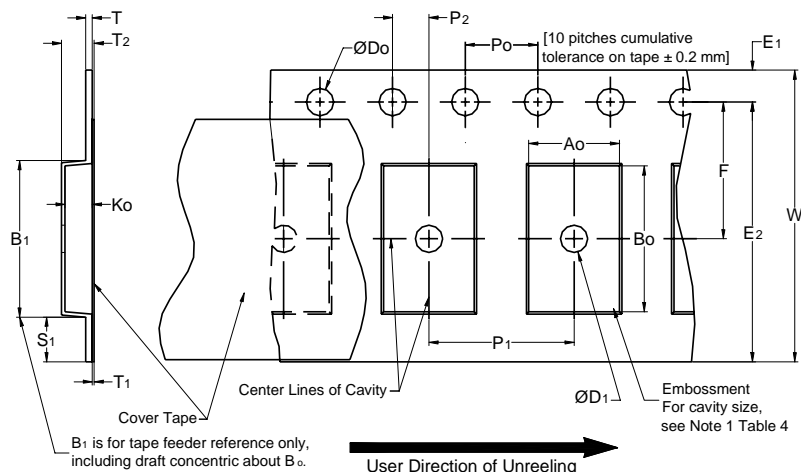 T
T2
P2
ØDo
Po
[10 pitches cumulative
tolerance on tape ± 0.2 mm]
E1
Ao
F
W
Ko
B1
Bo
E2
S1
P1
T1
Center Lines of Cavity
ØD1
Embossment
For cavity size,
see Note 1 Table 4
Cover Tape
B1 is for tape feeder reference only,
including draft concentric about Bo.
User Direction of Unreeling